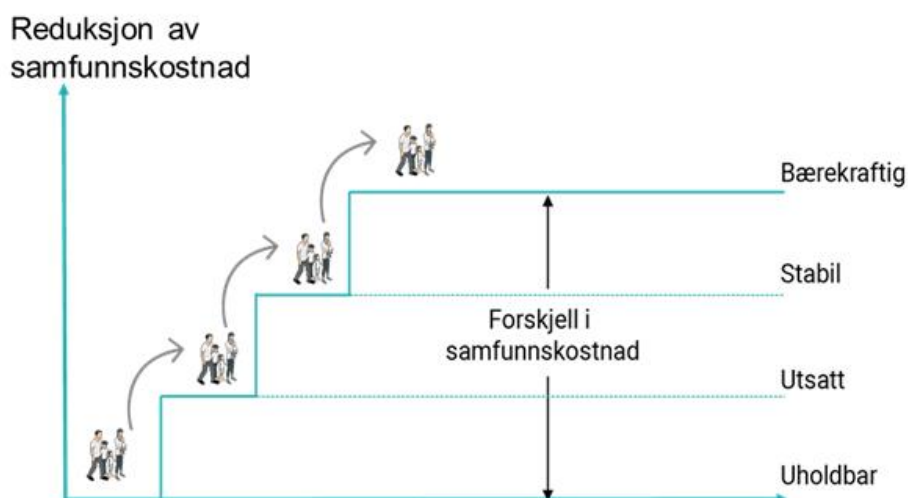 Reduksjon av
samfunnskostnad
Bærekraftig
Stabil
Forskjell i
samfunnskostnad
Utsatt
Uholdbar